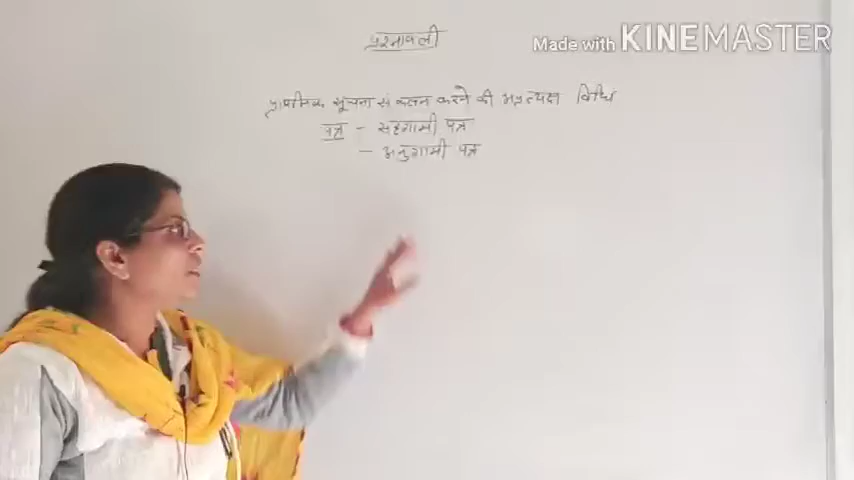 प्रश्नावली
Made with KINEMASTER
प्राथमिक सूचना संकलन करने की अप्रत्यक्ष विधि
पत्र - सहगामी पत्र
- अनुगामी पत्र